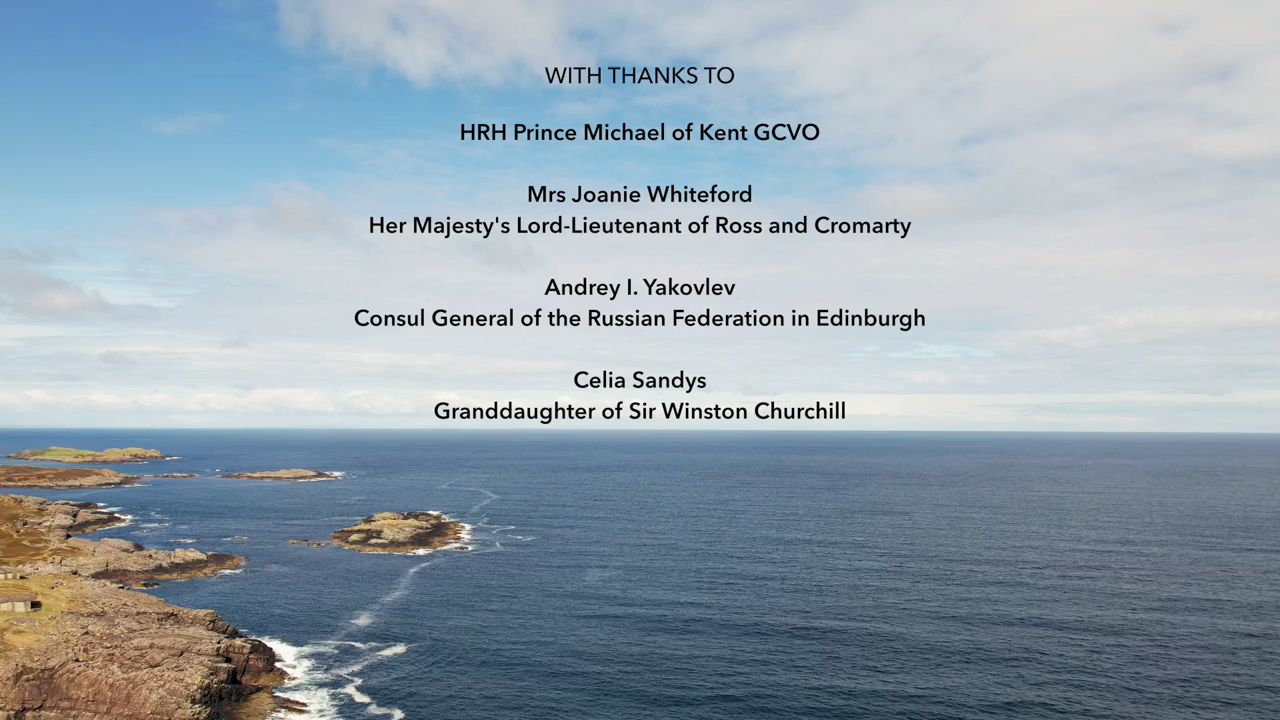 WITH THANKS TO
HRH Prince Michael of Kent GCVO
Mrs Joanie Whiteford
Her Majesty's Lord-Lieutenant of Ross and Cromarty
Andrey I. Yakovlev
Consul General of the Russian Federation in Edinburgh
Celia Sandys
Granddaughter of Sir Winston Churchill